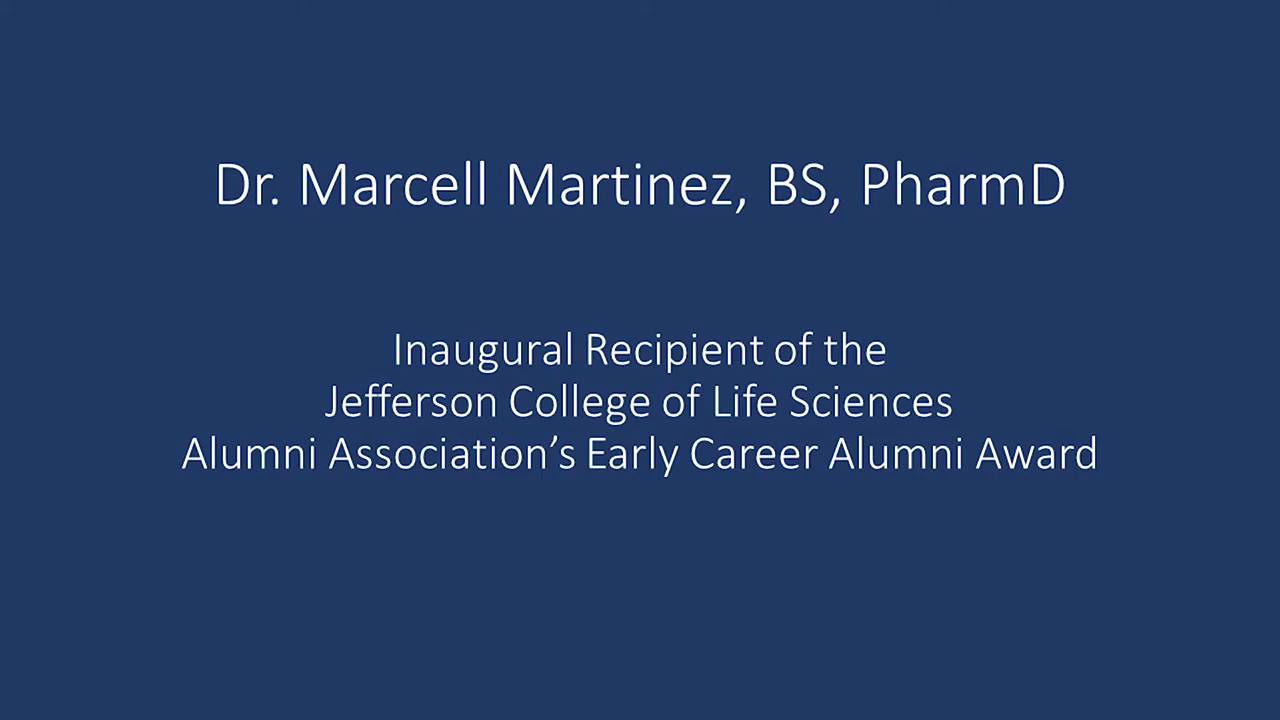 Dr. Marcell Martinez, BS, PharmD
Inaugural Recipient of the
Jefferson College of Life Sciences
Alumni Association’s Early Career Alumni Award